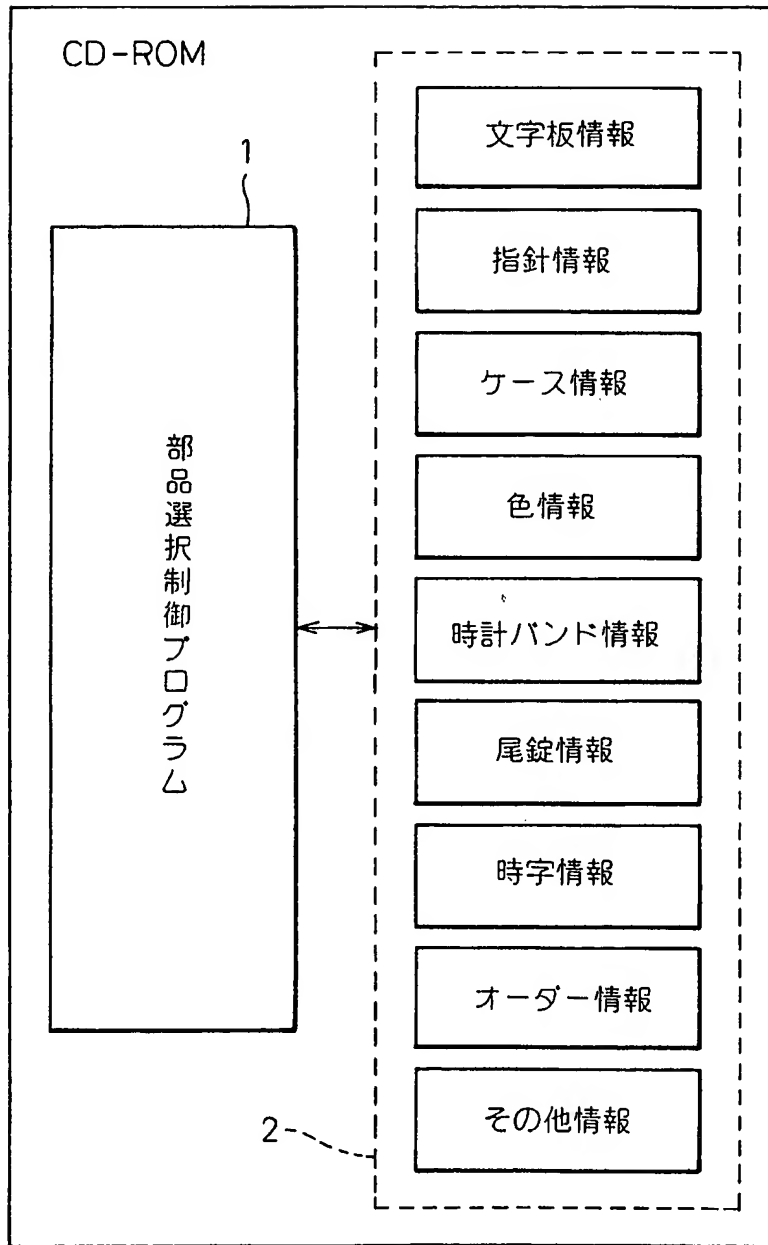 CD-ROM
1
部品選択制御プログラム
文字板情報
指針情報
ケース情報
色情報
時計バンド情報
尾錠情報
時字情報
オーダー情報
その他情報
2